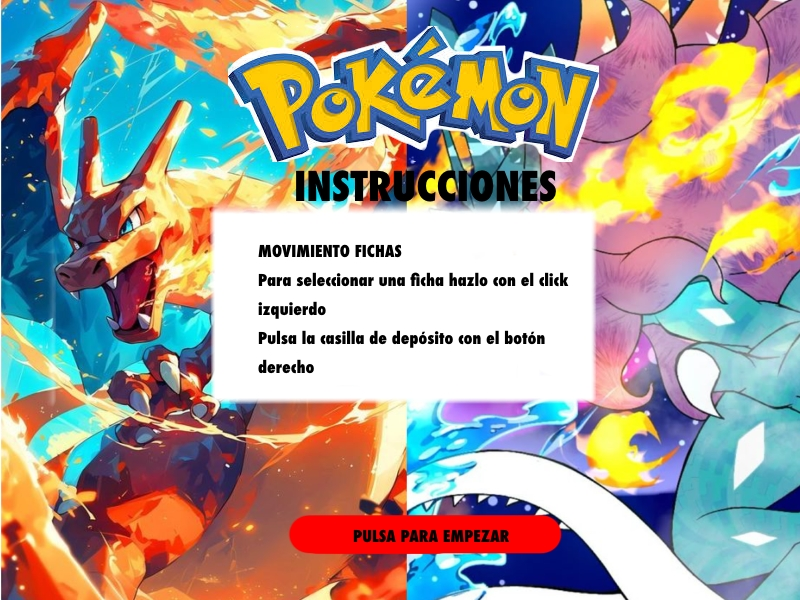 POKéMON
INSTRUCCIONES
MOVIMIENTO FICHAS
Para seleccionar una ficha hazlo con el click
izquierdo
Pulsa la casilla de depósito con el botón
derecho
PULSA PARA EMPEZAR